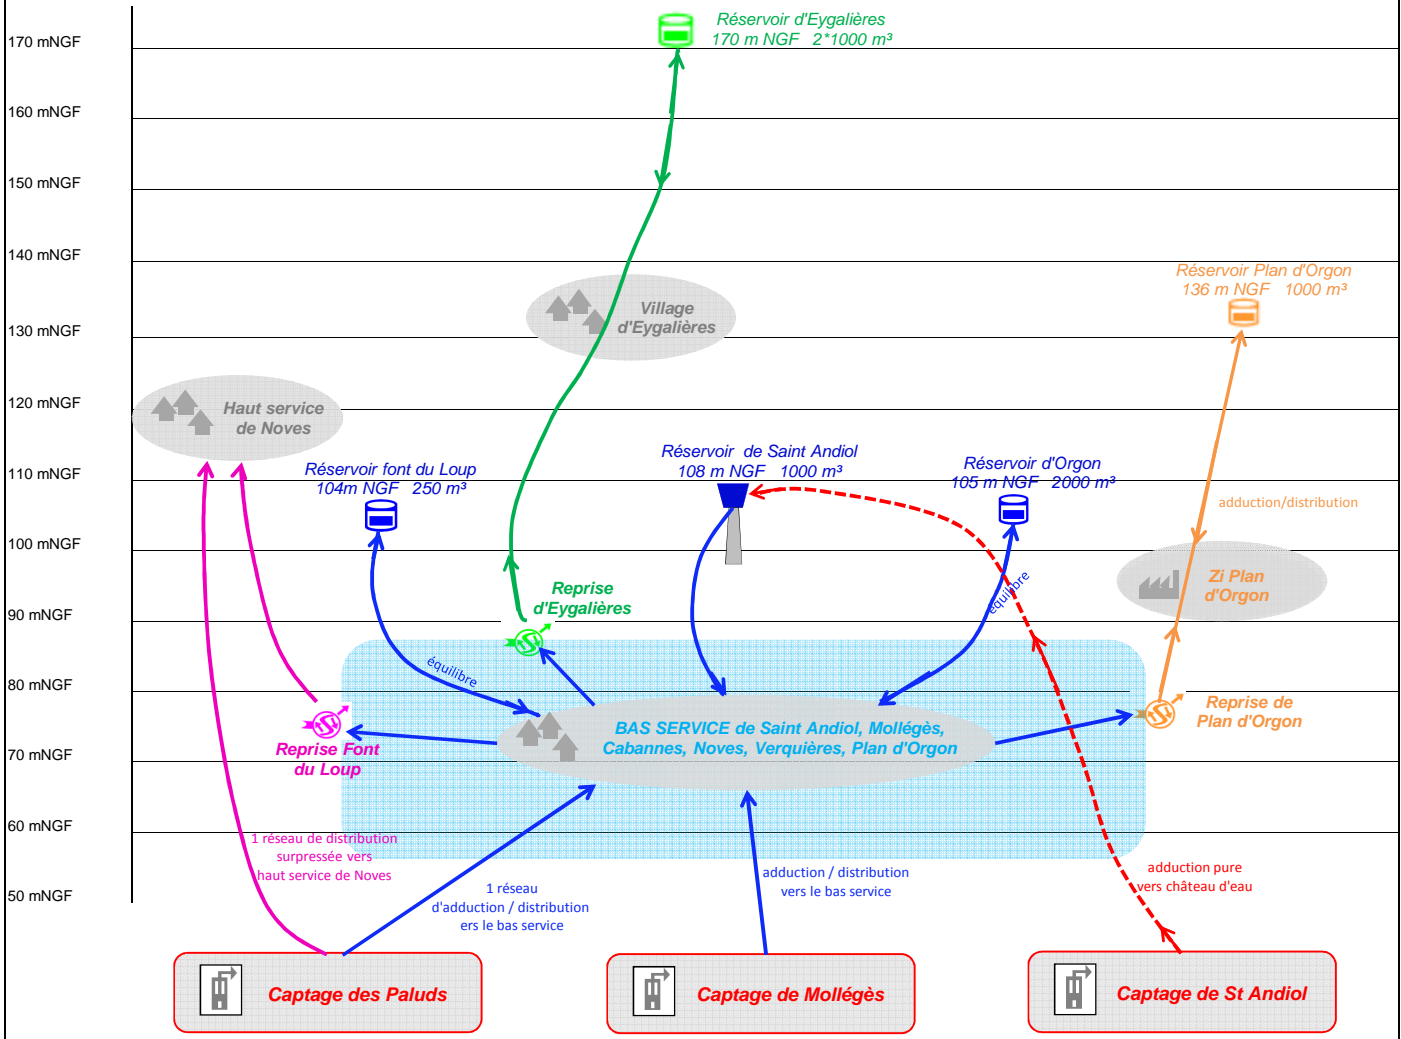 Réservoir d'Eygalières
170 m NGF   2*1000 m³
170 mNGF
160 mNGF
150 mNGF
140 mNGF
Réservoir Plan d'Orgon
136 m NGF   1000 m³
130 mNGF
Village
d'Eygalières
120 mNGF
Haut service
de Noves
110 mNGF
Réservoir font du Loup
104m NGF   250 m³
Réservoir  de Saint Andiol
108 m NGF   1000 m³
Réservoir d'Orgon
105 m NGF   2000 m³
adduction/distribution
100 mNGF
Zi Plan
d'Orgon
90 mNGF
Reprise
d'Eygalières
équilibre
équilibre
80 mNGF
Reprise de
Plan d'Orgon
BAS SERVICE de Saint Andiol, Mollégès,
Cabannes, Noves, Verquières, Plan d'Orgon
70 mNGF
Reprise Font
du Loup
60 mNGF
1 réseau de distribution
surpressée vers
haut service de Noves
50 mNGF
1 réseau
d'adduction / distribution
ers le bas service
adduction / distribution
vers le bas service
adduction pure
vers château d'eau
Captage des Paluds
Captage de Mollégès
Captage de St Andiol